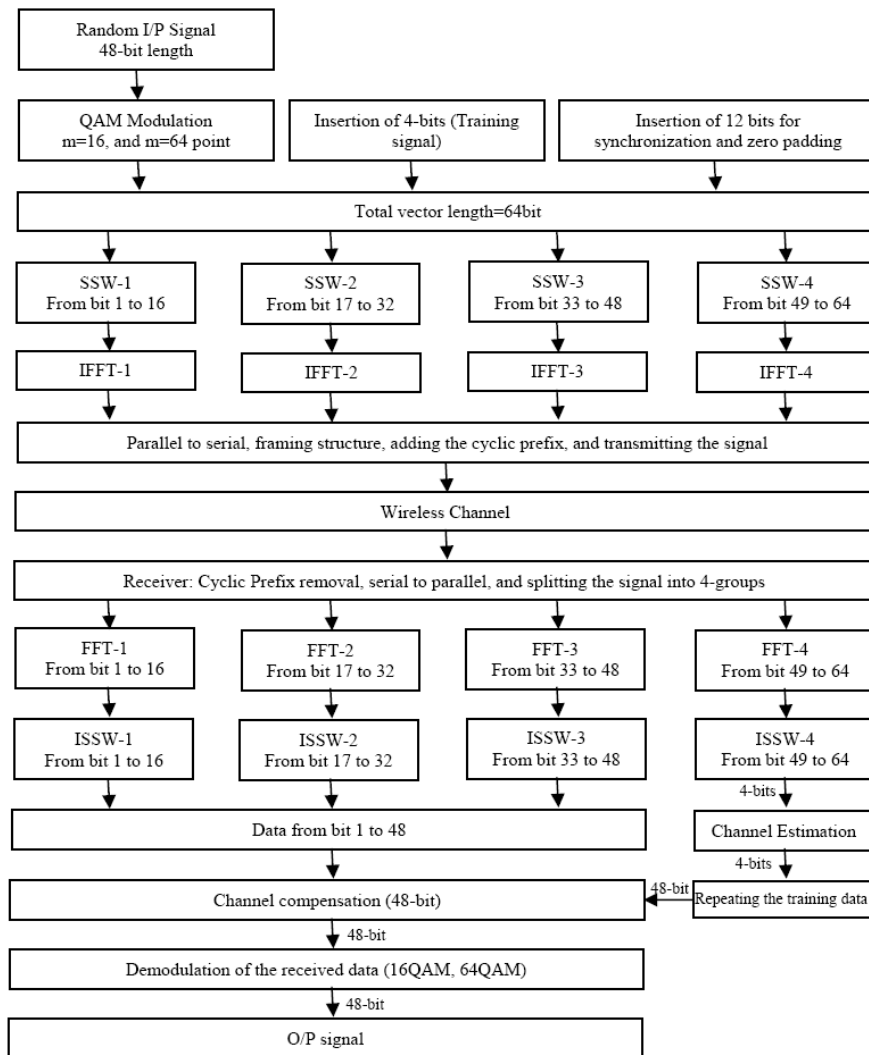 Random I/P Signal
48-bit length
QAM Modulation
m=16, and m=64 point
Insertion of 4-bits (Training
signal)
Insertion of 12 bits for
synchronization and zero padding
Total vector length=64bit
SSW-1
From bit 1 to 16
SSW-2
From bit 17 to 32
SSW-3
From bit 33 to 48
SSW-4
From bit 49 to 64
IFFT-1
IFFT-2
IFFT-3
IFFT-4
Parallel to serial, framing structure, adding the cyclic prefix, and transmitting the signal
Wireless Channel
Receiver: Cyclic Prefix removal, serial to parallel, and splitting the signal into 4-groups
FFT-1
From bit 1 to 16
FFT-2
From bit 17 to 32
FFT-3
From bit 33 to 48
FFT-4
From bit 49 to 64
ISSW-1
From bit 1 to 16
ISSW-2
From bit 17 to 32
ISSW-3
From bit 33 to 48
ISSW-4
From bit 49 to 64
4-bits
Data from bit 1 to 48
Channel Estimation
4-bits
Channel compensation (48-bit)
48-bit
Repeating the training data
48-bit
Demodulation of the received data (16QAM, 64QAM)
48-bit
O/P signal